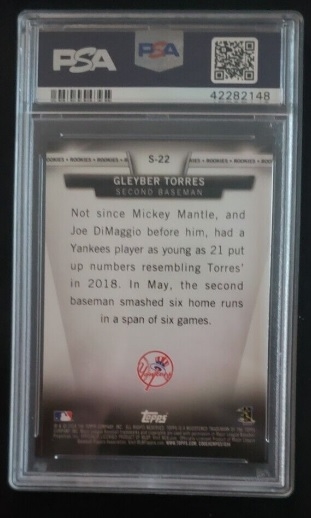 PSA
PSA
42282148
ROOKIES • ROOKIES • ROOKIES • ROOKIES
S-22
GLEYBER TORRES
SECOND BASEMAN
Not since Mickey Mantle, and
Joe DiMaggio before him, had a
Yankees player as young as 21 put
up numbers resembling Torres'
in 2018. In May, the second
baseman smashed six home runs
in a span of six games.
Topps